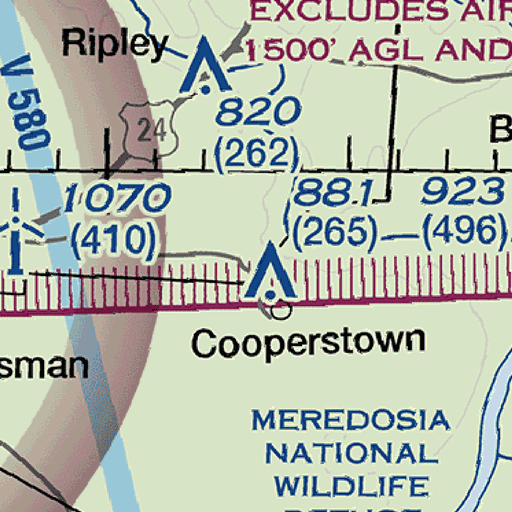 EXCLUDES AIR
Ripley
1500' AGL AND
V 580
820
(262)
24
B
1070
(410)
881
(265)
923
(496)
Cooperstown
sman
MEREDOSIA
NATIONAL
WILDLIFE
REFUGE